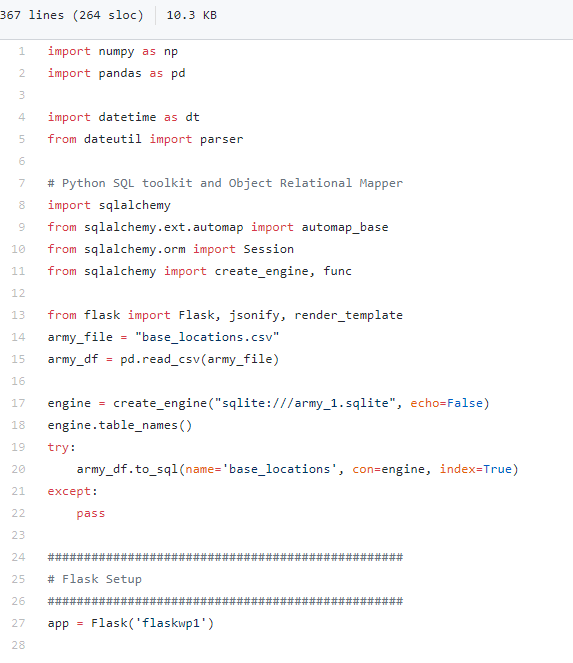 367 lines (264 sloc) 10.3 KB
1 import numpy as np
2 import pandas as pd
3
4 import datetime as dt
5 from dateutil import parser
6
7 # Python SQL toolkit and Object Relational Mapper
8 import sqlalchemy
9 from sqlalchemy.ext.automap import automap_base
10 from sqlalchemy.orm import Session
11 from sqlalchemy import create_engine, func
12
13 from flask import Flask, jsonify, render_template
14 army_file = "base_locations.csv"
15 army_df = pd.read_csv(army_file)
16
17 engine = create_engine("sqlite:///army_1.sqlite", echo=False)
18 engine.table_names()
19 try:
20     army_df.to_sql(name='base_locations', con=engine, index=True)
21 except:
22     pass
23
24 #################################################
25 # Flask Setup
26 #################################################
27 app = Flask('flaskwp1')
28